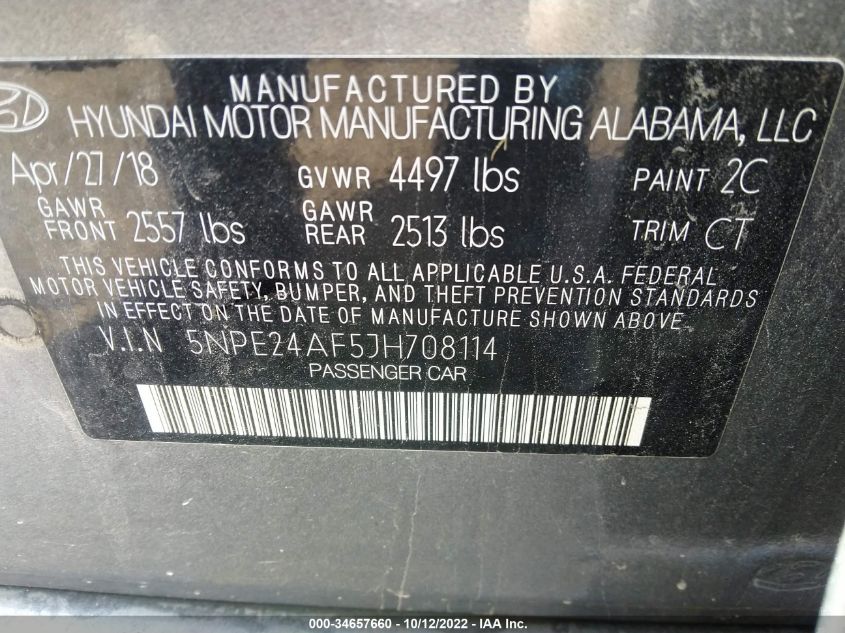 MANUFACTURED BY
HYUNDAI MOTOR MANUFACTURING ALABAMA, LLC
Apr/27/18 GVWR 4497 lbs PAINT 2C
GAWR FRONT 2557 lbs GAWR REAR 2513 lbs TRIM CT
THIS VEHICLE CONFORMS TO ALL APPLICABLE U.S.A. FEDERAL
MOTOR VEHICLE SAFETY, BUMPER, AND THEFT PREVENTION STANDARDS
IN EFFECT ON THE DATE OF MANUFACTURE SHOWN ABOVE.
V.I.N 5NPE24AF5JH708114
PASSENGER CAR
000-34657660 - 10/12/2022 - IAA Inc.